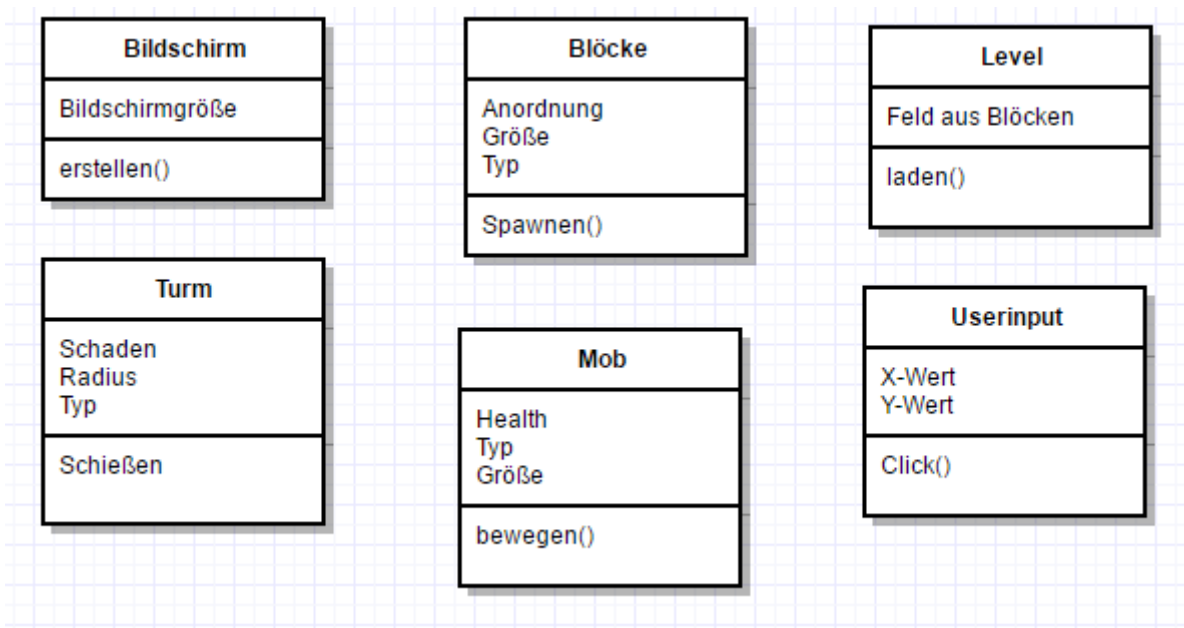 Bildschirm
Bildschirmgröße
erstellen()
Blöcke
Anordnung
Größe
Typ
Spawnen()
Level
Feld aus Blöcken
laden()
Turm
Schaden
Radius
Typ
Schießen
Mob
Health
Typ
Größe
bewegen()
Userinput
X-Wert
Y-Wert
Click()